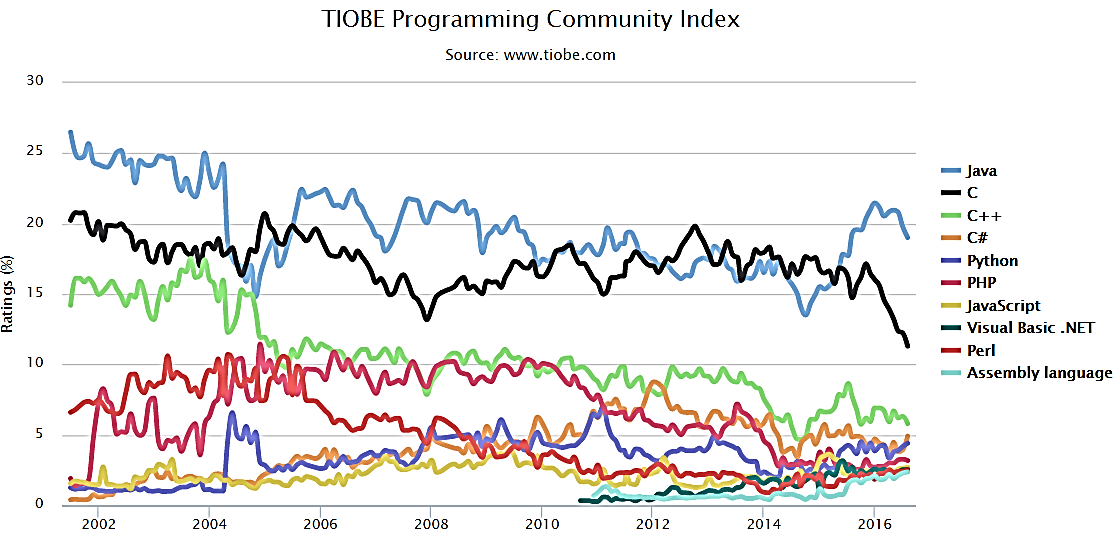 TIOBE Programming Community Index
Source: www.tiobe.com
Ratings (%)
30
25
20
15
10
5
0
2002 2004 2006 2008 2010 2012 2014 2016
Java
C
C++
C#
Python
PHP
JavaScript
Visual Basic .NET
Perl
Assembly language